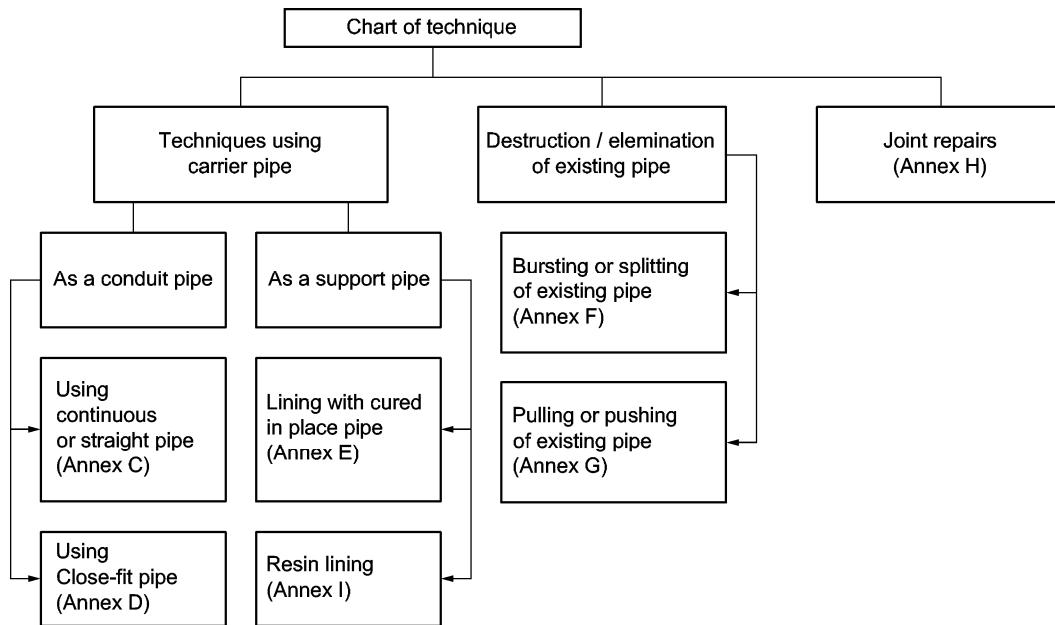 Chart of technique
Techniques using
carrier pipe
Destruction / elemination
of existing pipe
Joint repairs
(Annex H)
As a conduit pipe
As a support pipe
Bursting or splitting
of existing pipe
(Annex F)
Using
continuous
or straight pipe
(Annex C)
Lining with cured
in place pipe
(Annex E)
Pulling or pushing
of existing pipe
(Annex G)
Using
Close-fit pipe
(Annex D)
Resin lining
(Annex I)